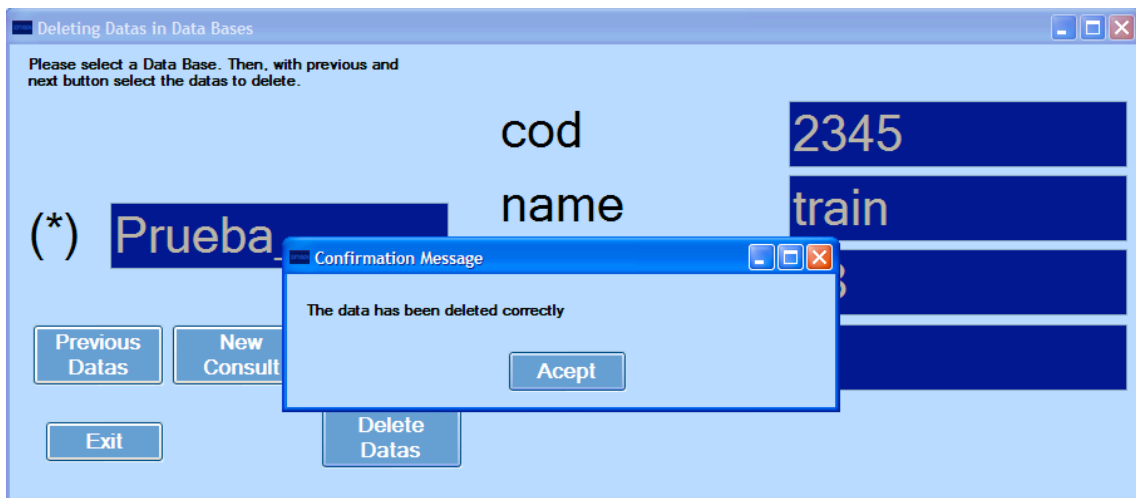 Deleting Datas in Data Bases
Please select a Data Base. Then, with previous and
next button select the datas to delete.
cod
2345
name
train
(*)
Prueba_
Confirmation Message
The data has been deleted correctly
Acept
Previous
Datas
New
Consult
Exit
Delete
Datas